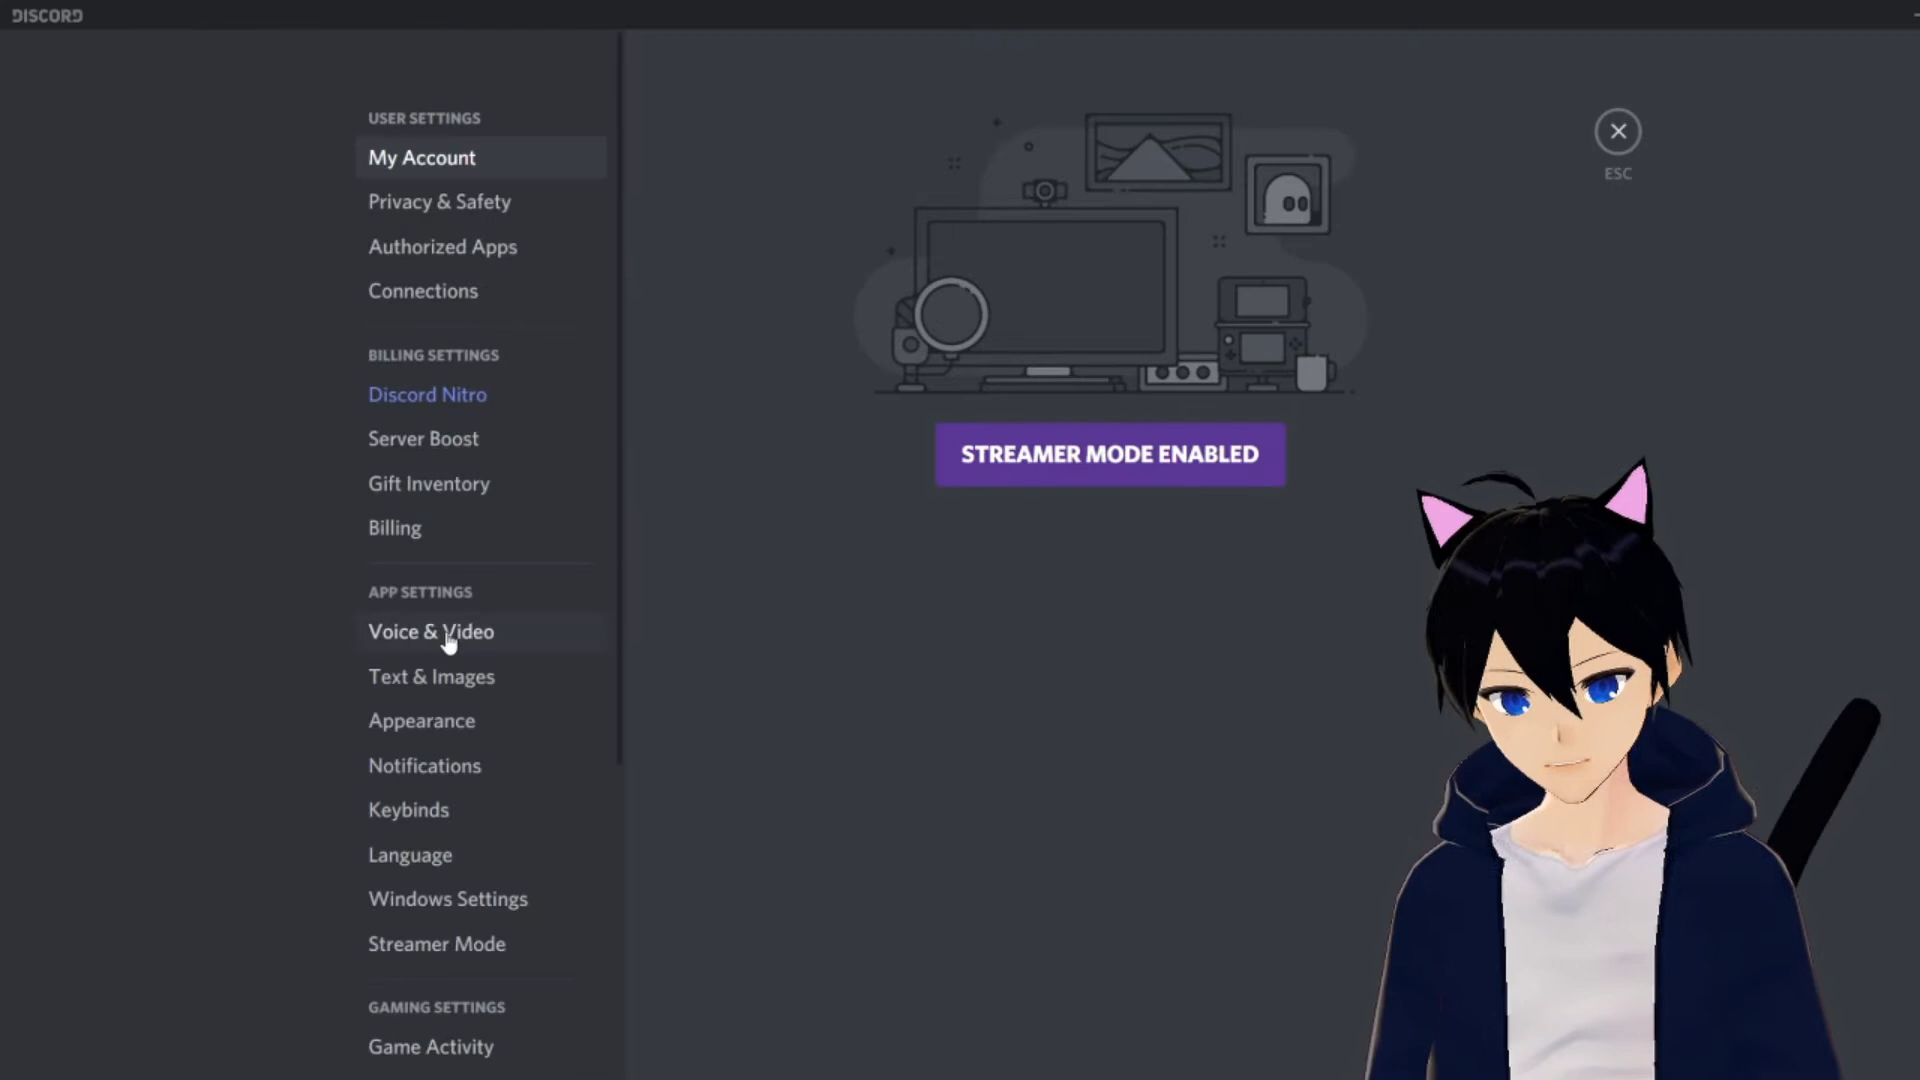 DISCORD
USER SETTINGS
My Account
Privacy & Safety
Authorized Apps
Connections
BILLING SETTINGS
Discord Nitro
Server Boost
Gift Inventory
Billing
APP SETTINGS
Voice & Video
Text & Images
Appearance
Notifications
Keybinds
Language
Windows Settings
Streamer Mode
GAMING SETTINGS
Game Activity
ESC
STREAMER MODE ENABLED